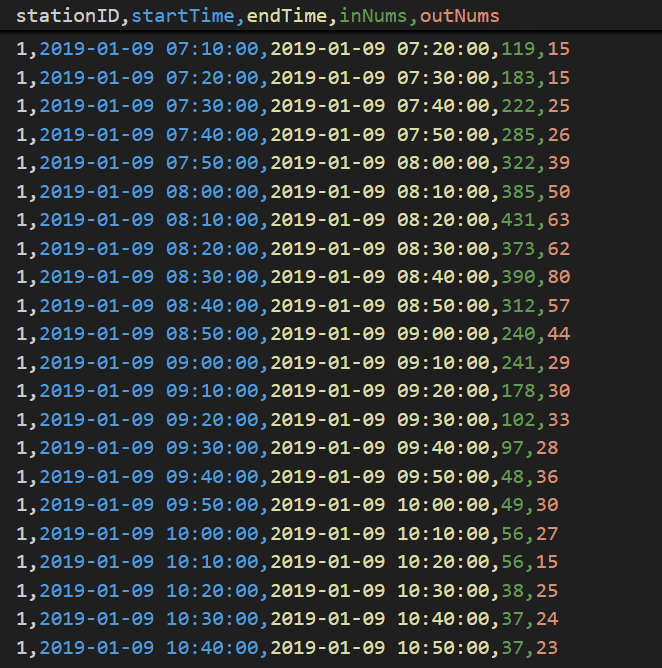 stationID,startTime,endTime,inNums,outNums
1,2019-01-09 07:10:00,2019-01-09 07:20:00,119,15
1,2019-01-09 07:20:00,2019-01-09 07:30:00,183,15
1,2019-01-09 07:30:00,2019-01-09 07:40:00,222,25
1,2019-01-09 07:40:00,2019-01-09 07:50:00,285,26
1,2019-01-09 07:50:00,2019-01-09 08:00:00,322,39
1,2019-01-09 08:00:00,2019-01-09 08:10:00,385,50
1,2019-01-09 08:10:00,2019-01-09 08:20:00,431,63
1,2019-01-09 08:20:00,2019-01-09 08:30:00,373,62
1,2019-01-09 08:30:00,2019-01-09 08:40:00,390,80
1,2019-01-09 08:40:00,2019-01-09 08:50:00,312,57
1,2019-01-09 08:50:00,2019-01-09 09:00:00,240,44
1,2019-01-09 09:00:00,2019-01-09 09:10:00,241,29
1,2019-01-09 09:10:00,2019-01-09 09:20:00,178,30
1,2019-01-09 09:20:00,2019-01-09 09:30:00,102,33
1,2019-01-09 09:30:00,2019-01-09 09:40:00,97,28
1,2019-01-09 09:40:00,2019-01-09 09:50:00,48,36
1,2019-01-09 09:50:00,2019-01-09 10:00:00,49,30
1,2019-01-09 10:00:00,2019-01-09 10:10:00,56,27
1,2019-01-09 10:10:00,2019-01-09 10:20:00,56,15
1,2019-01-09 10:20:00,2019-01-09 10:30:00,38,25
1,2019-01-09 10:30:00,2019-01-09 10:40:00,37,24
1,2019-01-09 10:40:00,2019-01-09 10:50:00,37,23